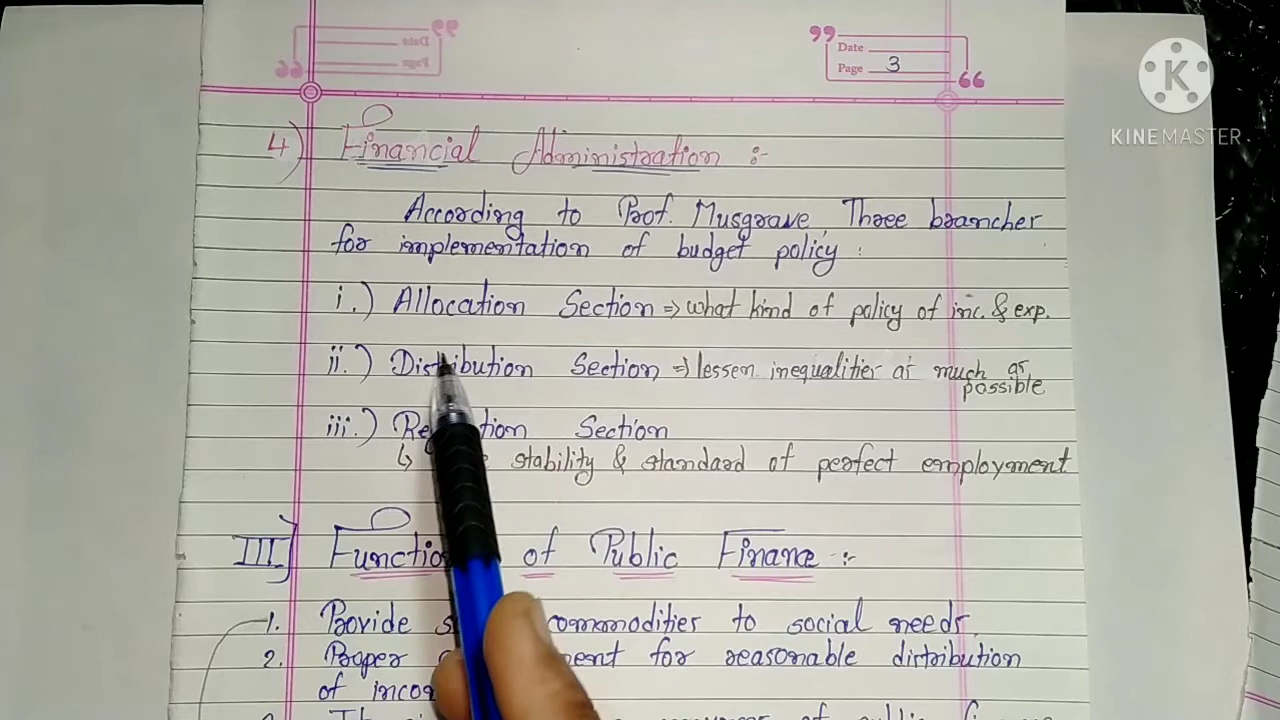 Date
Page 3
Date
Page
K
KINEMASTER
4) Financial Administration :-
According to Prof. Musgrave, Three brancher
for implementation of budget policy :
i.) Allocation Section ⇒ what kind of policy of inc. & exp.
ii.) Distribution Section ⇒ lessen inequalities as much as
possible
iii.) Section
↳ stability & standard of perfect employment
III) of Public Finance :-
1. Provide commodities to social needs.
2. Proper for reasonable distribution
of